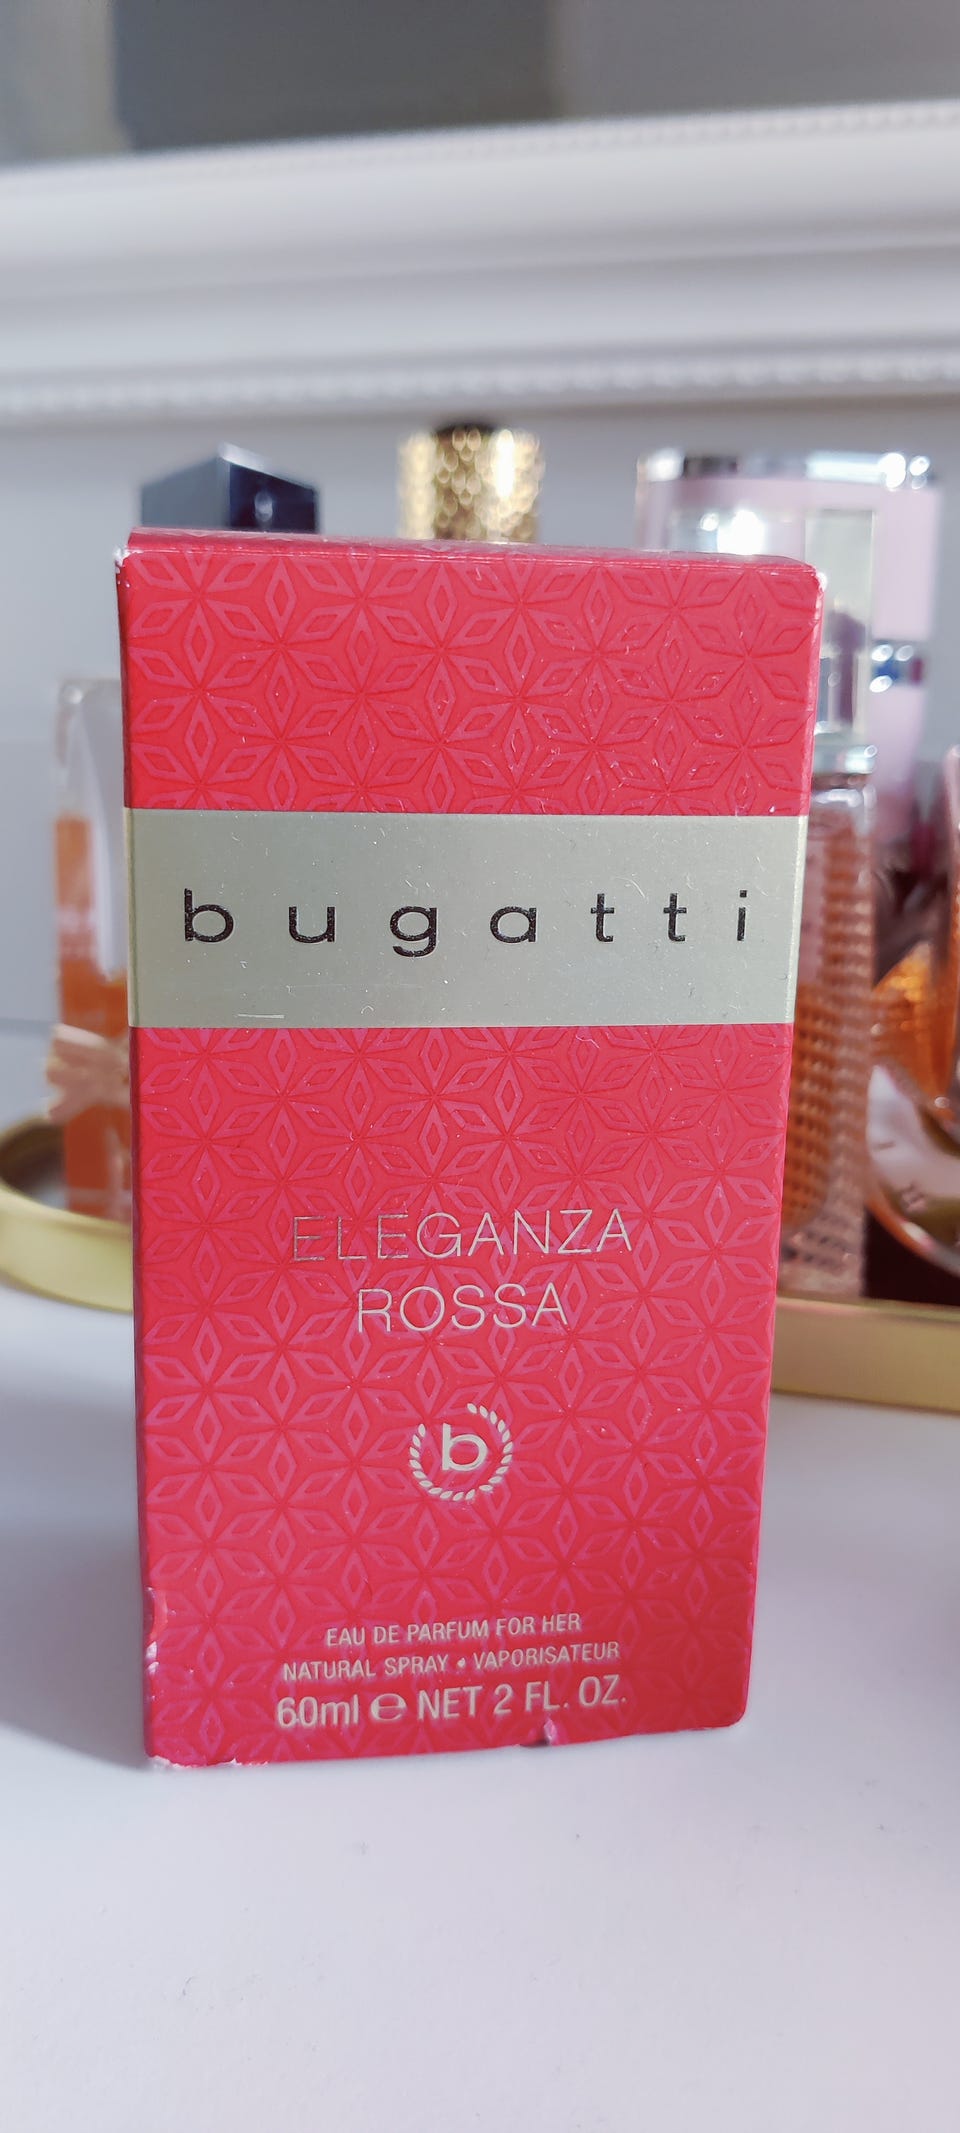 bugatti
ELEGANZA
ROSSA
b
EAU DE PARFUM FOR HER
NATURAL SPRAY • VAPORISATEUR
60ml ℮ NET 2 FL. OZ.